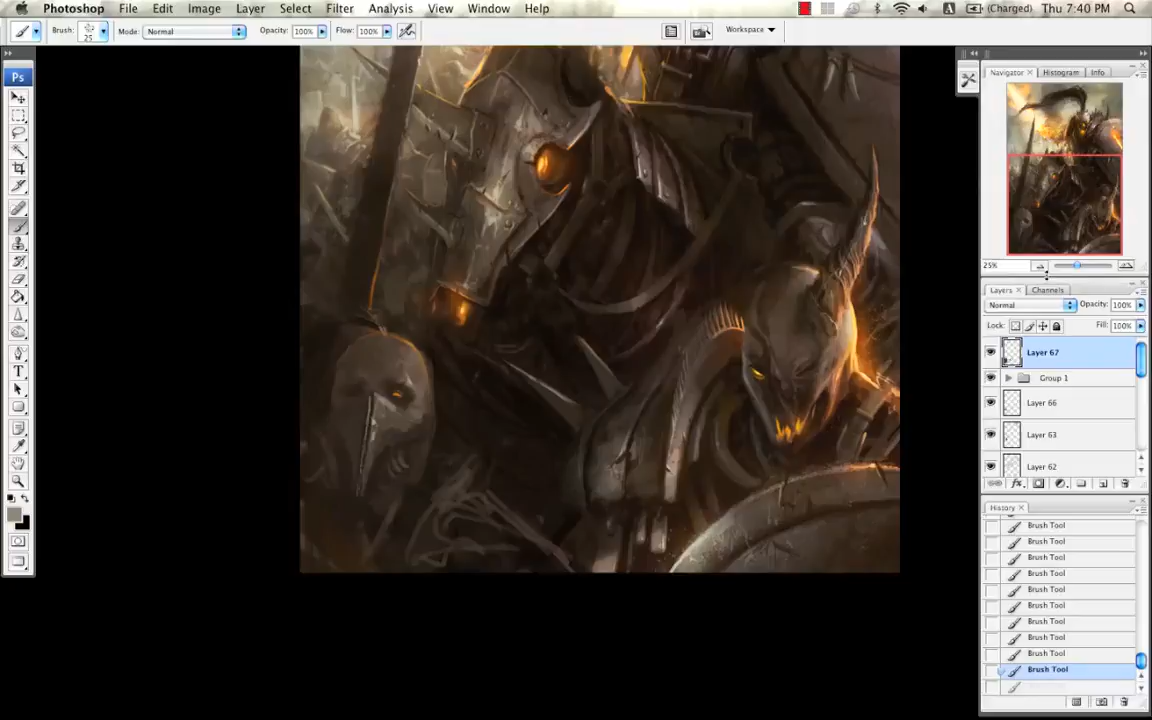 Photoshop File Edit Image Layer Select Filter Analysis View Window Help (Charged) Thu 7:40 PM
Brush: 25 Mode: Normal Opacity: 100% Flow: 100% Workspace
Ps
Navigator Histogram Info
25%
Layers Channels
Normal Opacity: 100%
Lock: Fill: 100%
Layer 67
Group 1
Layer 66
Layer 63
Layer 62
History
Brush Tool
Brush Tool
Brush Tool
Brush Tool
Brush Tool
Brush Tool
Brush Tool
Brush Tool
Brush Tool
Brush Tool